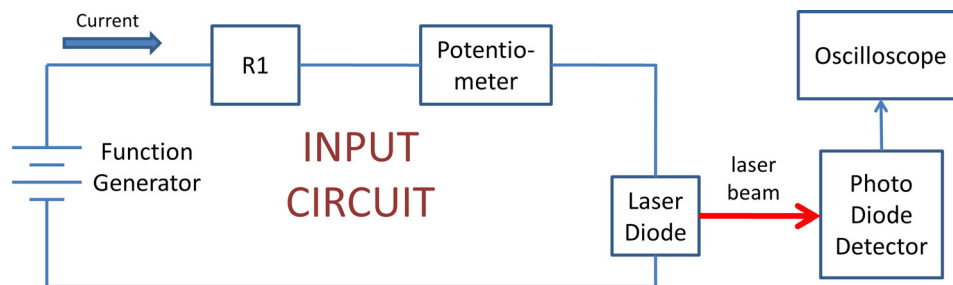 Current
R1
Potentio-
meter
Oscilloscope
Function
Generator
INPUT
CIRCUIT
laser
beam
Laser
Diode
Photo
Diode
Detector